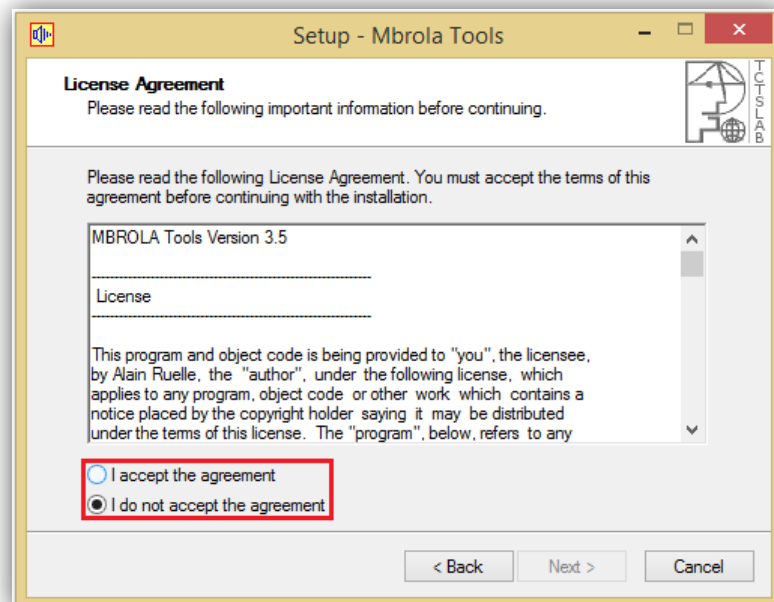 Setup - Mbrola Tools
License Agreement
Please read the following important information before continuing.
TCTSLAB
Please read the following License Agreement. You must accept the terms of this
agreement before continuing with the installation.
MBROLA Tools Version 3.5
---------------------------------------------------------------
License
---------------------------------------------------------------
This program and object code is being provided to "you", the licensee,
by Alain Ruelle, the "author", under the following license, which
applies to any program, object code or other work which contains a
notice placed by the copyright holder saying it may be distributed
under the terms of this license. The "program", below, refers to any
I accept the agreement
I do not accept the agreement
< Back
Next >
Cancel